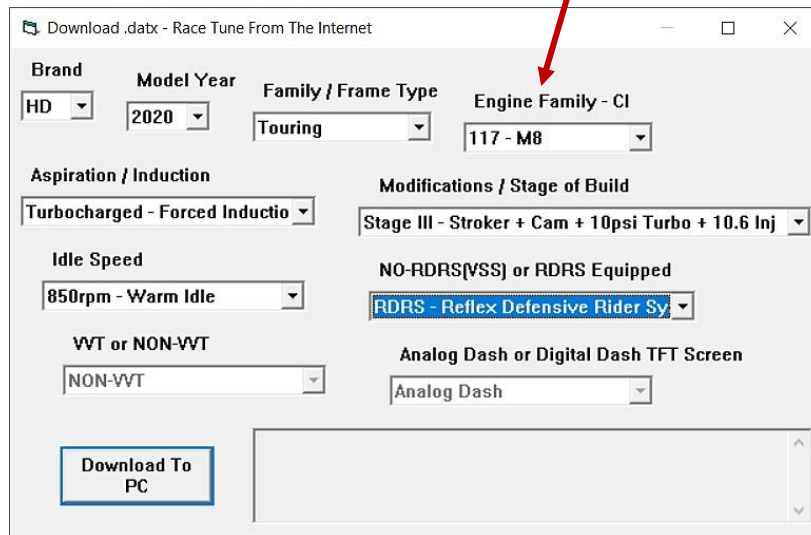 Download .datx - Race Tune From The Internet
Brand
Model Year
Family / Frame Type
Engine Family - CI
HD
2020
Touring
117 - M8
Aspiration / Induction
Modifications / Stage of Build
Turbocharged - Forced Inductio
Stage III - Stroker + Cam + 10psi Turbo + 10.6 Inj
Idle Speed
NO-RDRS(VSS) or RDRS Equipped
850rpm - Warm Idle
RDRS - Reflex Defensive Rider Sy
VVT or NON-VVT
Analog Dash or Digital Dash TFT Screen
NON-VVT
Analog Dash
Download To
PC